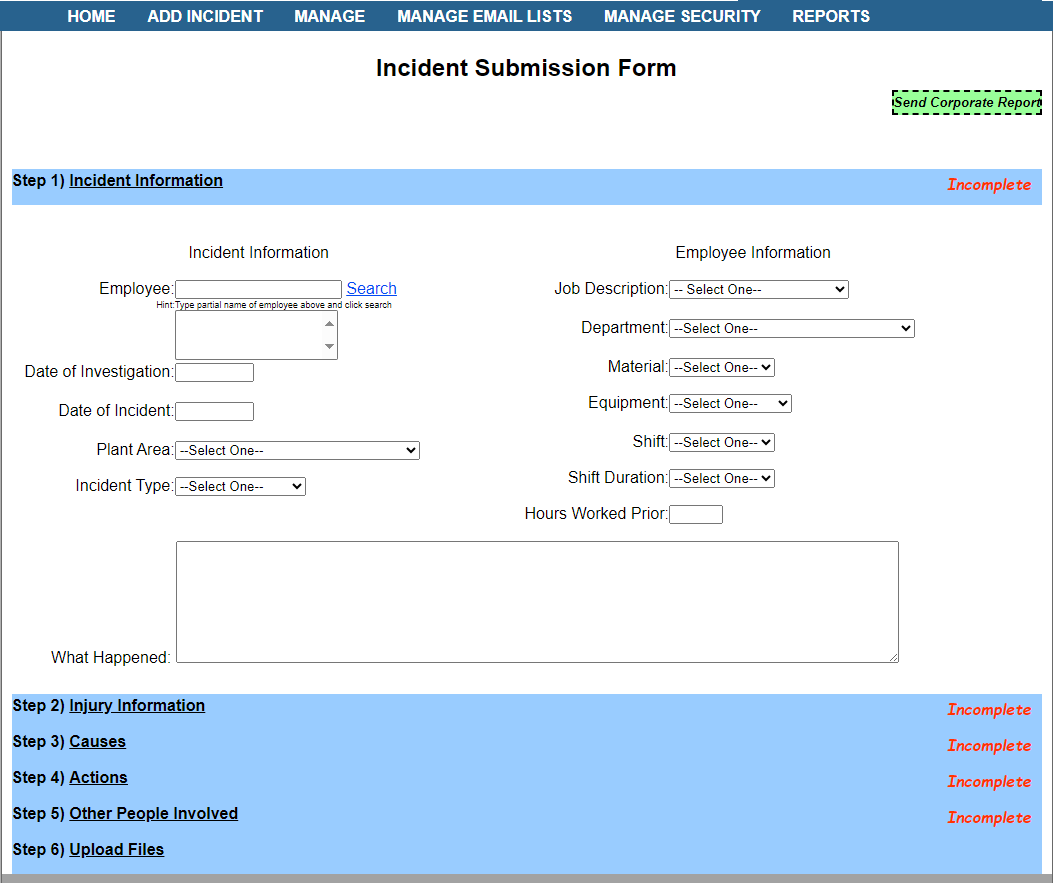 HOME ADD INCIDENT MANAGE MANAGE EMAIL LISTS MANAGE SECURITY REPORTS
Incident Submission Form
Send Corporate Report
Step 1) Incident Information
Incomplete
Incident Information
Employee: Search
Hint:Type partial name of employee above and click search
Date of Investigation:
Date of Incident:
Plant Area: --Select One--
Incident Type: --Select One--
Employee Information
Job Description: -- Select One--
Department: --Select One--
Material: --Select One--
Equipment: --Select One--
Shift: --Select One--
Shift Duration: --Select One--
Hours Worked Prior:
What Happened:
Step 2) Injury Information
Incomplete
Step 3) Causes
Incomplete
Step 4) Actions
Incomplete
Step 5) Other People Involved
Incomplete
Step 6) Upload Files